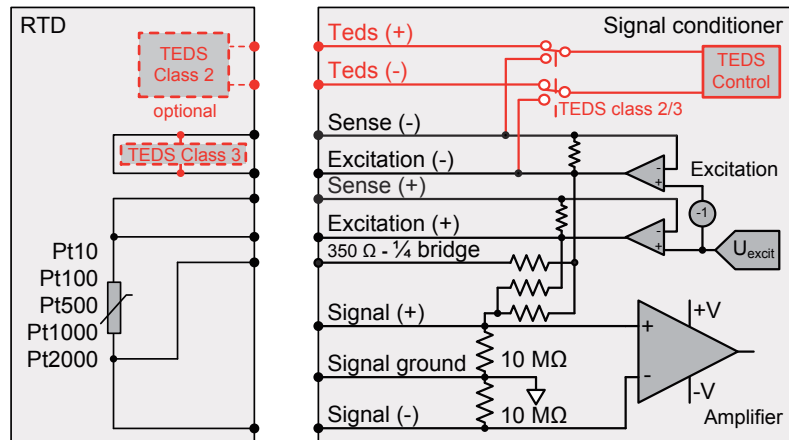 RTD
TEDS
Class 2
optional
TEDS Class 3
Pt10
Pt100
Pt500
Pt1000
Pt2000
Signal conditioner
Teds (+)
Teds (-)
TEDS
Control
TEDS class 2/3
Sense (-)
Excitation (-)
Sense (+)
Excitation (+)
350 Ω - ¼ bridge
Excitation
-
+
-1
-
+
Uexcit
Signal (+)
10 MΩ
Signal ground
10 MΩ
Signal (-)
+V
+
-
-V
Amplifier